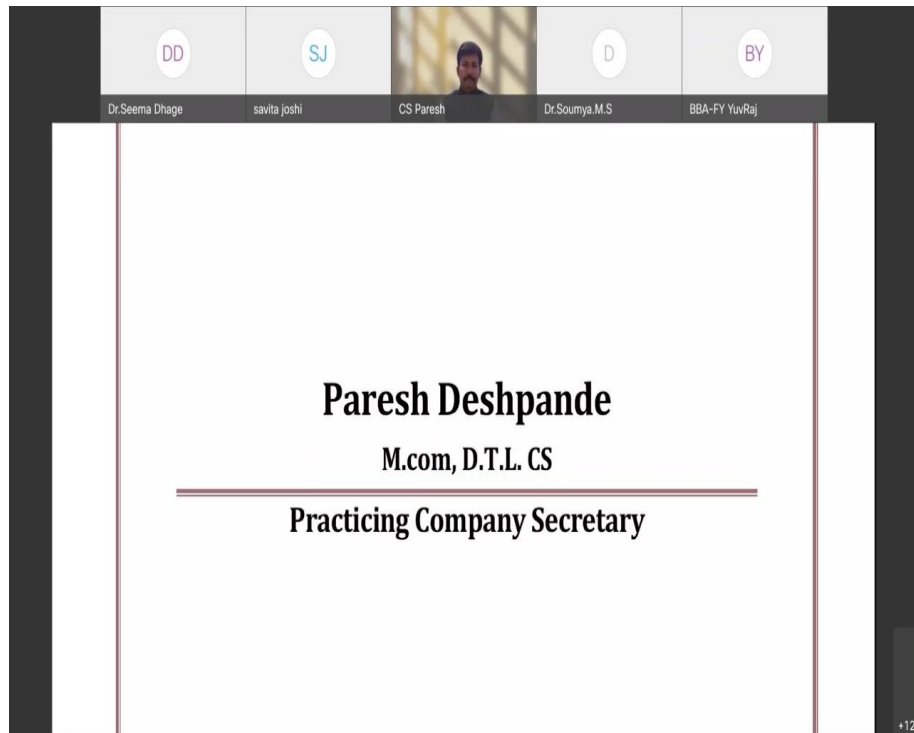 DD
SJ
D
BY
Dr.Seema Dhage
savita joshi
CS Paresh
Dr.Soumya.M.S
BBA-FY YuvRaj
Paresh Deshpande
M.com, D.T.L. CS
Practicing Company Secretary
+12